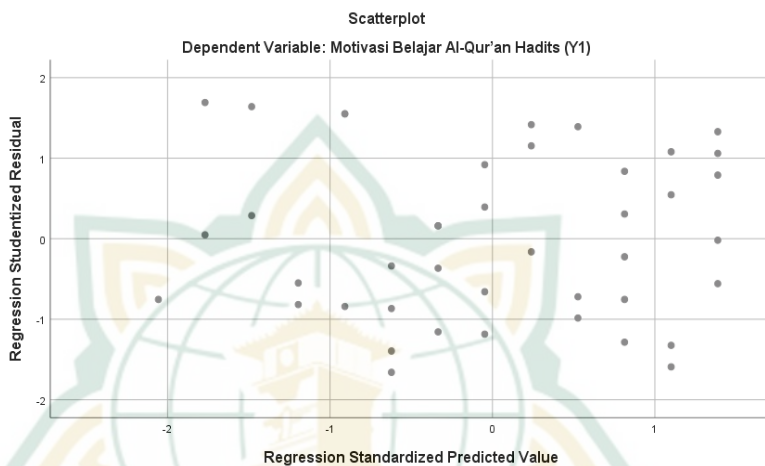 Scatterplot
Dependent Variable: Motivasi Belajar Al-Qur'an Hadits (Y1)
Regression Studentized Residual
2
1
0
-1
-2
-2
-1
0
1
Regression Standardized Predicted Value